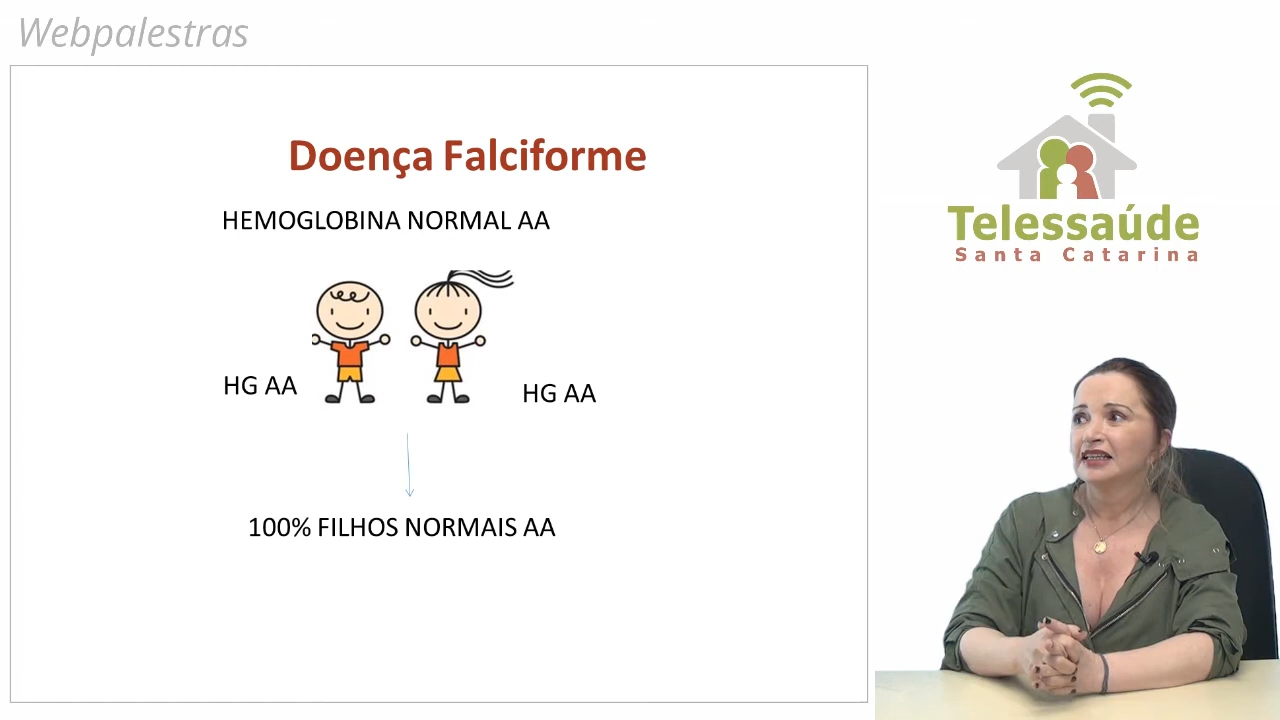 Webpalestras
Doença Falciforme
HEMOGLOBINA NORMAL AA
HG AA
HG AA
100% FILHOS NORMAIS AA
Telessaúde
Santa Catarina